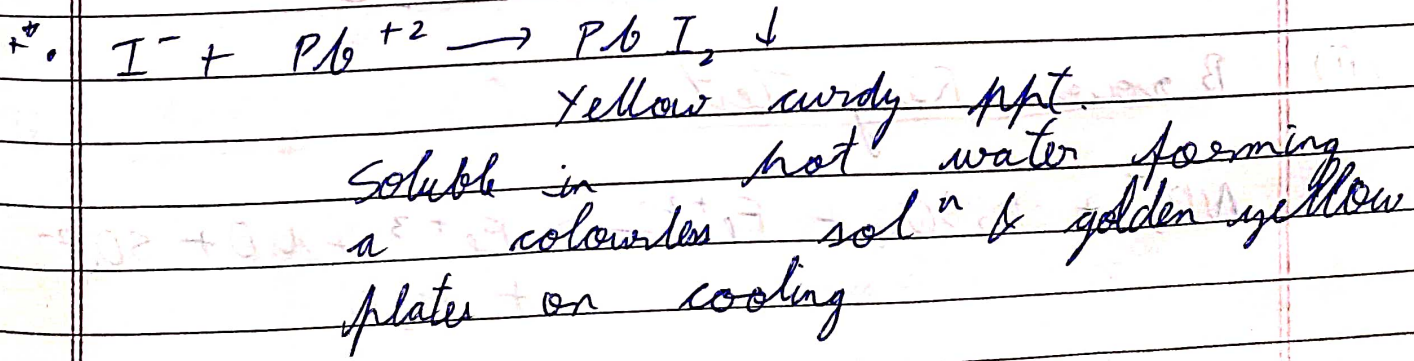 I⁻ + Pb⁺² → PbI₂ ↓
Yellow curdy ppt.
Soluble in hot water forming
a colourless solⁿ & golden yellow
plates on cooling